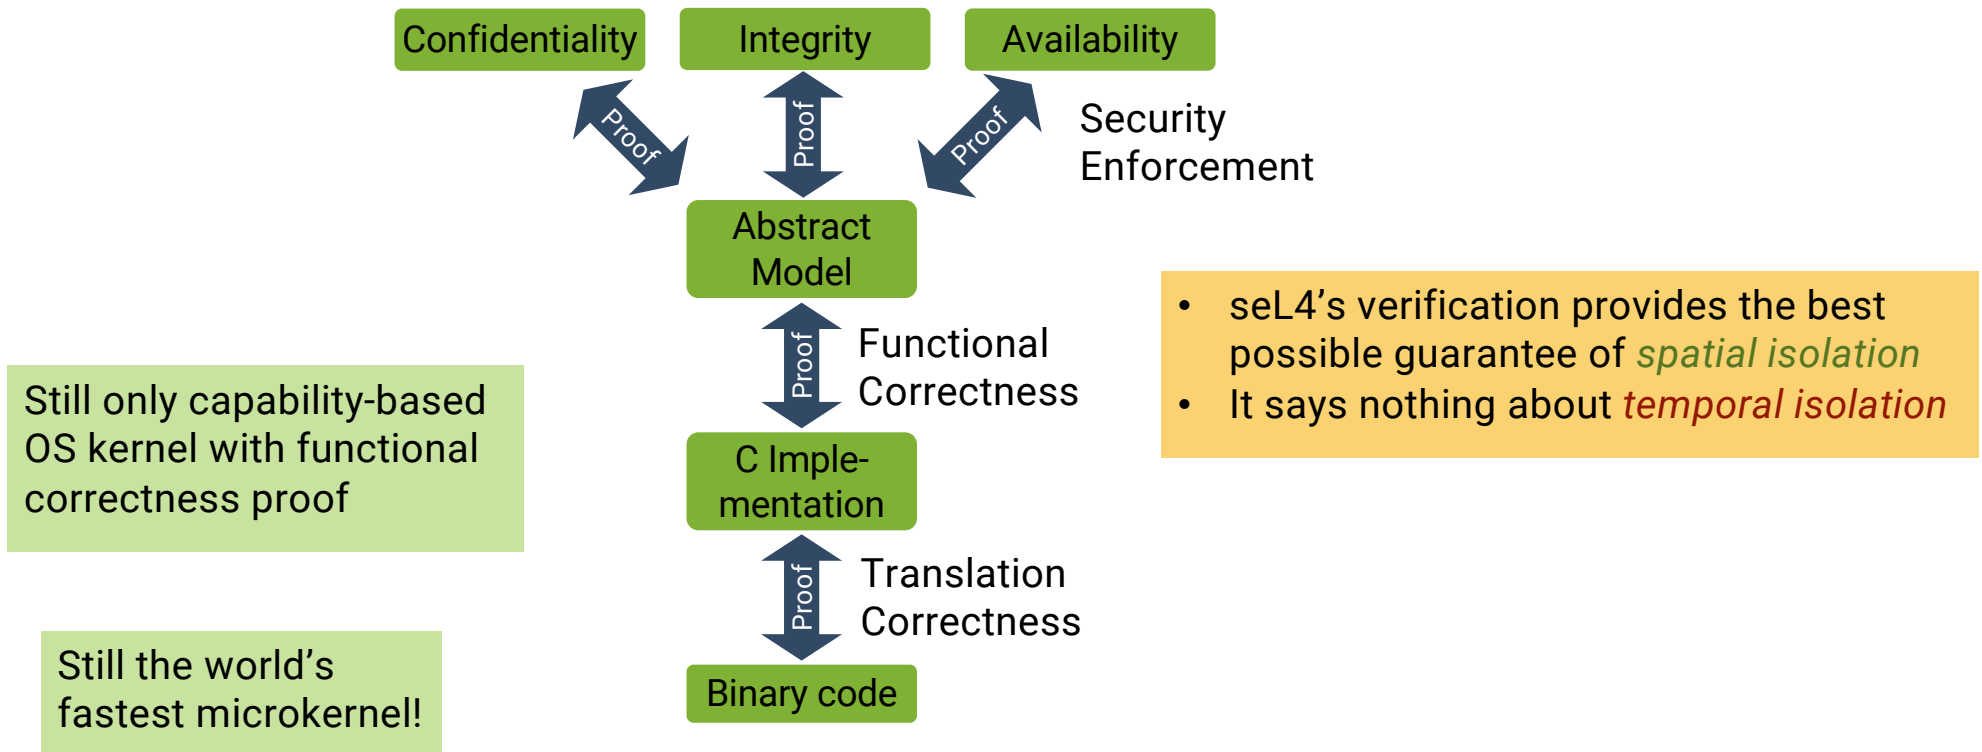 Confidentiality
Integrity
Availability
Proof
Proof
Proof
Security
Enforcement
Abstract
Model
Proof
Functional
Correctness
• seL4’s verification provides the best
possible guarantee of spatial isolation
• It says nothing about temporal isolation
Still only capability-based
OS kernel with functional
correctness proof
C Imple-
mentation
Proof
Translation
Correctness
Still the world’s
fastest microkernel!
Binary code